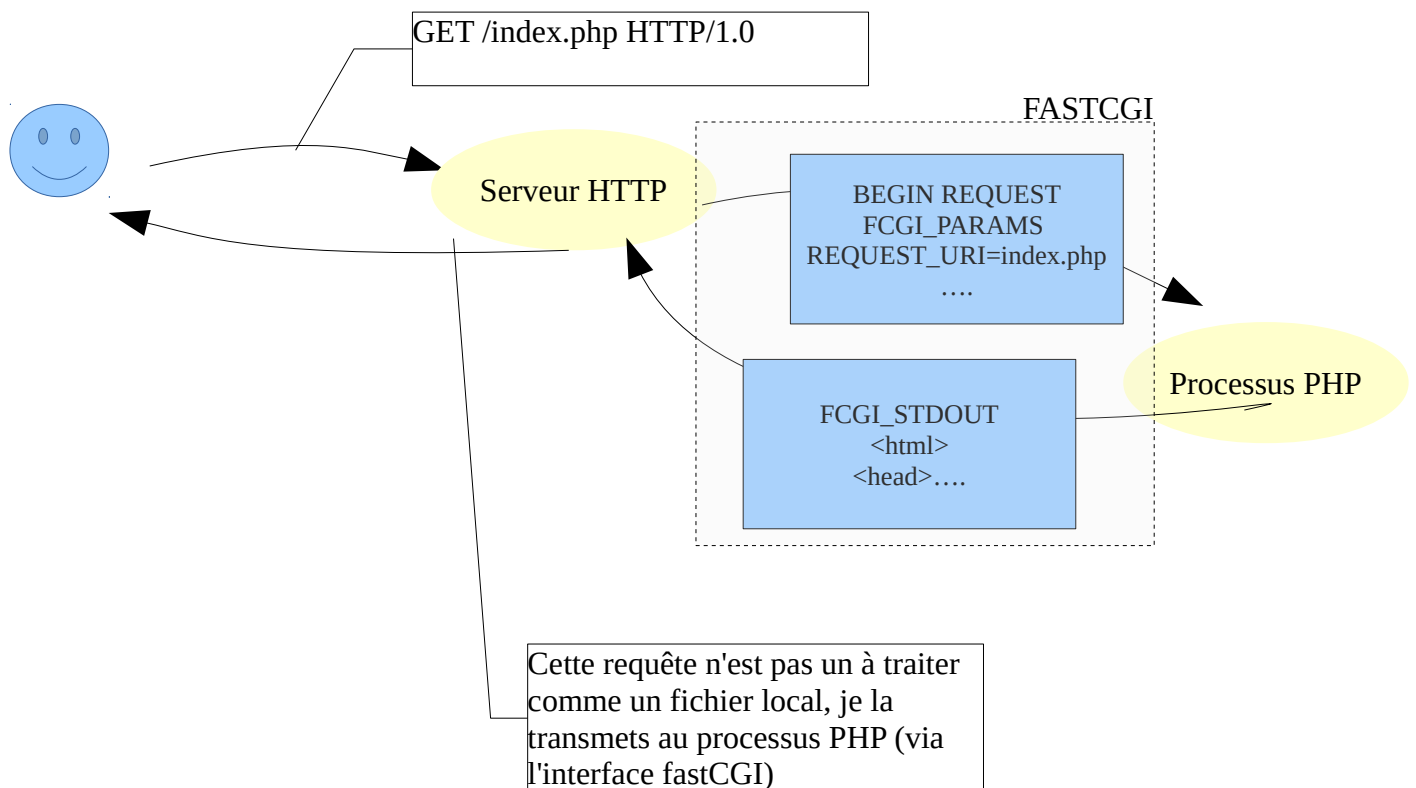 GET /index.php HTTP/1.0
FASTCGI
Serveur HTTP
BEGIN REQUEST
FCGI_PARAMS
REQUEST_URI=index.php
….
Processus PHP
FCGI_STDOUT
<html>
<head>….
Cette requête n'est pas un à traiter
comme un fichier local, je la
transmets au processus PHP (via
l'interface fastCGI)